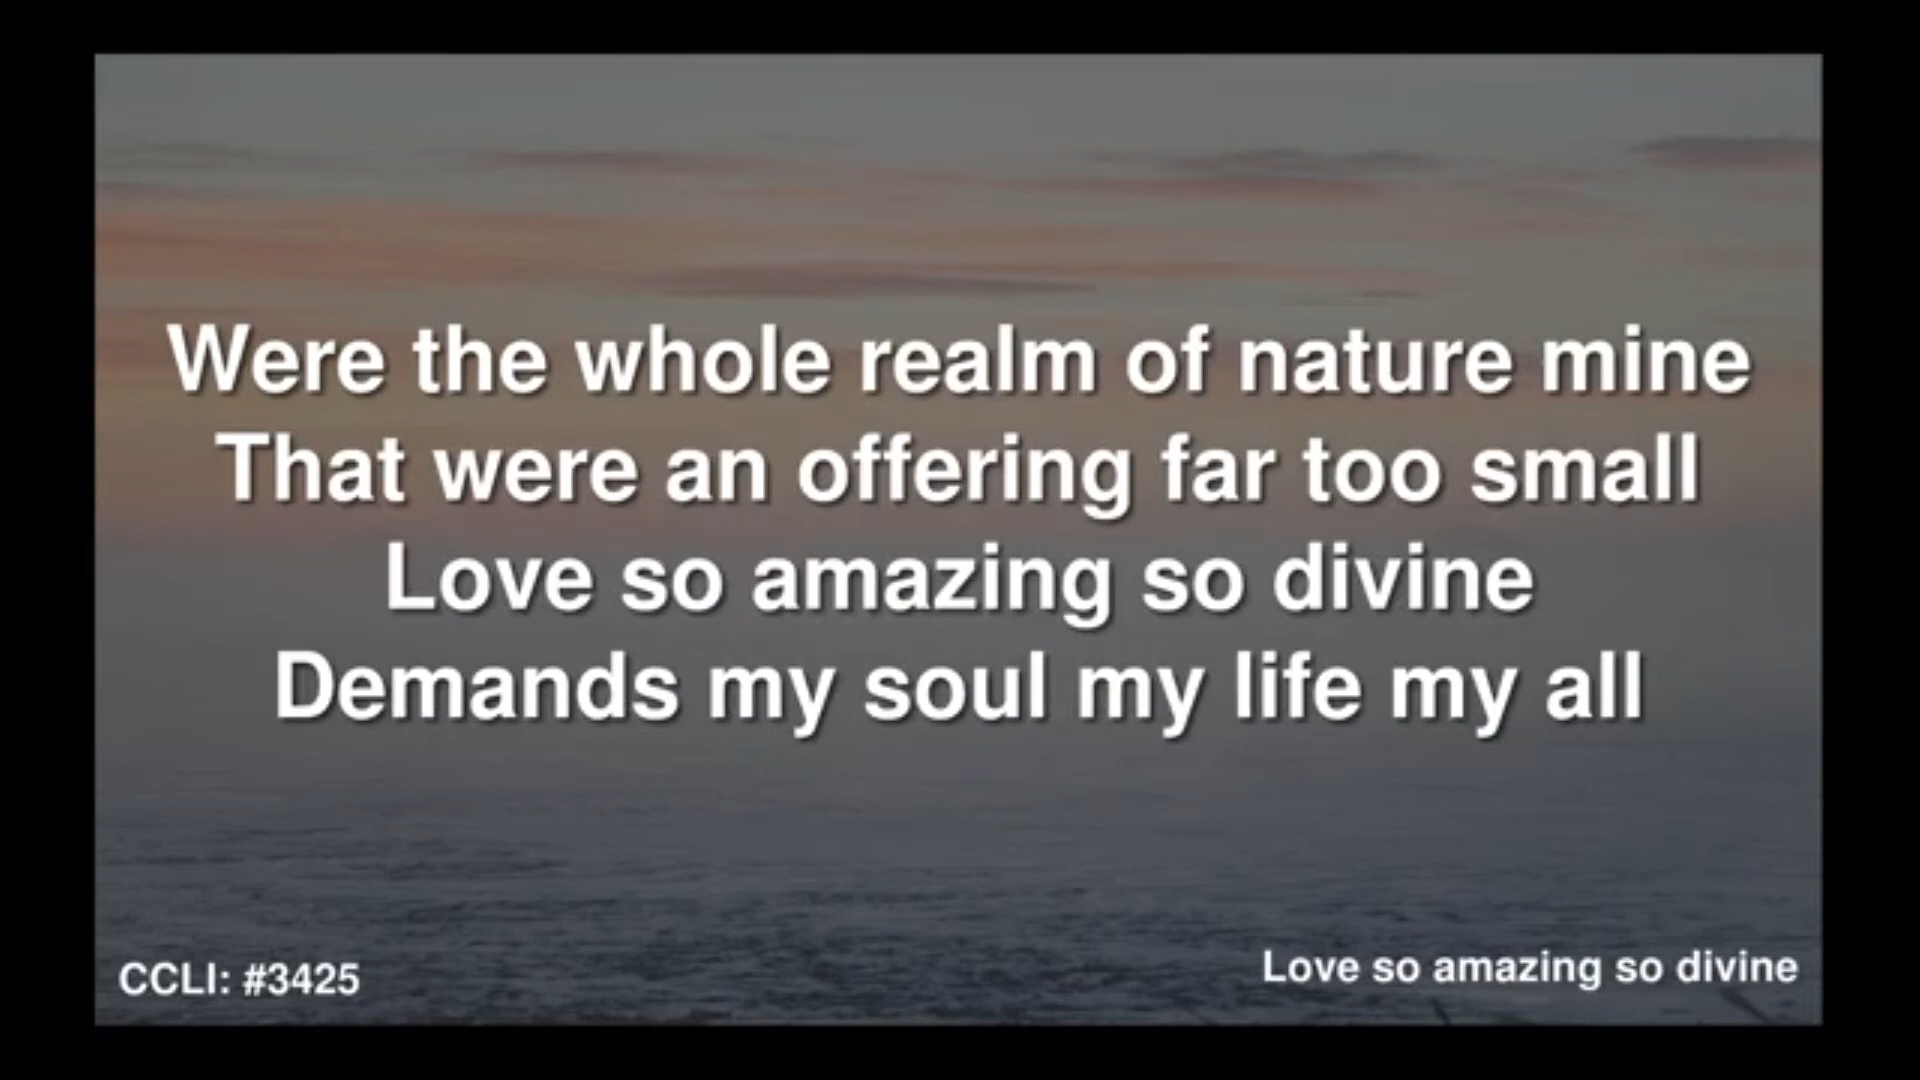 Were the whole realm of nature mine
That were an offering far too small
Love so amazing so divine
Demands my soul my life my all
CCLI: #3425
Love so amazing so divine